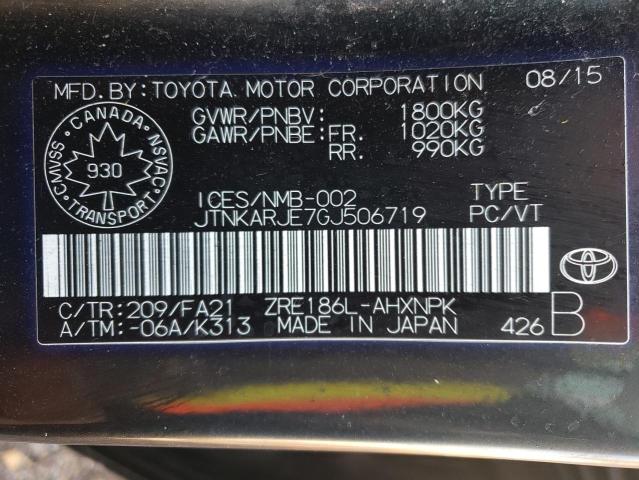 MFD. BY: TOYOTA MOTOR CORPORATION 08/15
GVWR/PNBV: 1800KG
GAWR/PNBE: FR. 1020KG
RR. 990KG
CANADA
CMVSS
930
NSVAC
TRANSPORT
ICES/NMB-002 TYPE
JTNKARJE7GJ506719 PC/VT
C/TR: 209/FA21 ZRE186L-AHXNPK
A/TM: -06A/K313 MADE IN JAPAN 426 B